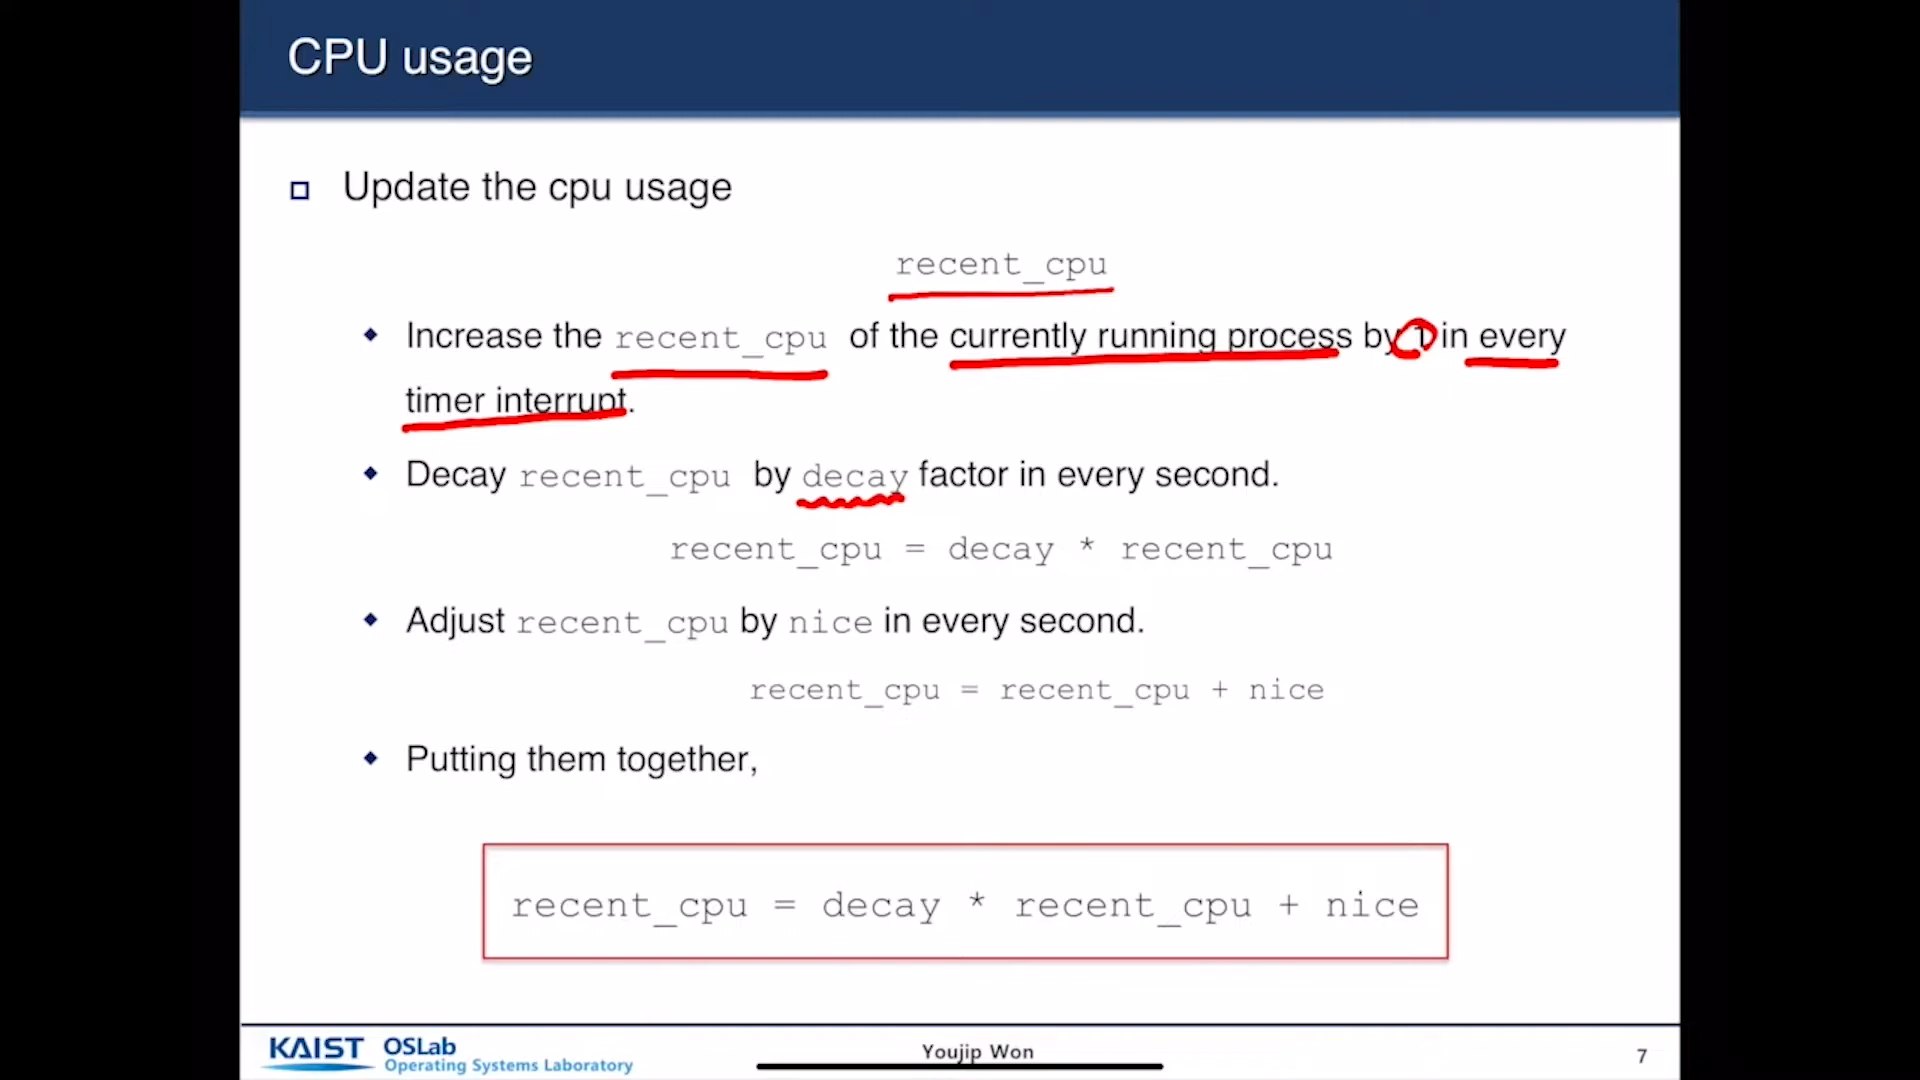 CPU usage
Update the cpu usage
recent_cpu
Increase the recent_cpu of the currently running process by 1 in every
timer interrupt.
Decay recent_cpu by decay factor in every second.
recent_cpu = decay * recent_cpu
Adjust recent_cpu by nice in every second.
recent_cpu = recent_cpu + nice
Putting them together,
recent_cpu = decay * recent_cpu + nice
KAIST OSLab
Operating Systems Laboratory
Youjip Won
7